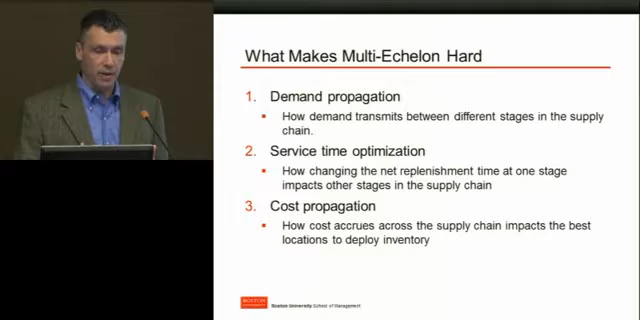 What Makes Multi-Echelon Hard
1. Demand propagation
▪ How demand transmits between different stages in the supply
chain.
2. Service time optimization
▪ How changing the net replenishment time at one stage
impacts other stages in the supply chain
3. Cost propagation
▪ How cost accrues across the supply chain impacts the best
locations to deploy inventory
BOSTON
Boston University School of Management